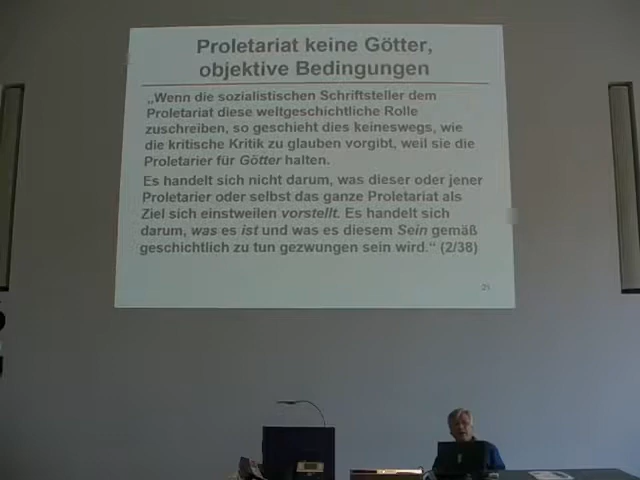 Proletariat keine Götter,
objektive Bedingungen
„Wenn die sozialistischen Schriftsteller dem
Proletariat diese weltgeschichtliche Rolle
zuschreiben, so geschieht dies keineswegs, wie
die kritische Kritik zu glauben vorgibt, weil sie die
Proletarier für Götter halten.
Es handelt sich nicht darum, was dieser oder jener
Proletarier oder selbst das ganze Proletariat als
Ziel sich einstweilen vorstellt. Es handelt sich
darum, was es ist und was es diesem Sein gemäß
geschichtlich zu tun gezwungen sein wird.“ (2/38)